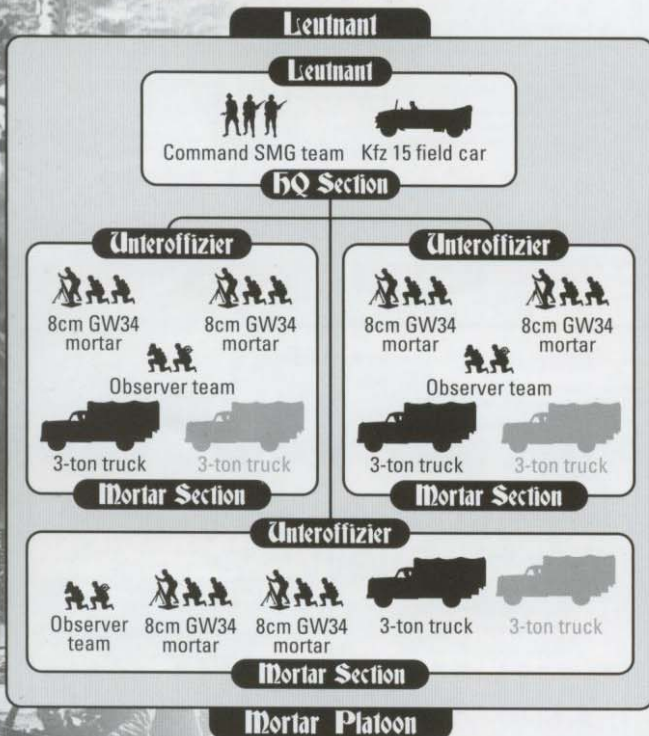 Leutnant
Leutnant
Command SMG team
Kfz 15 field car
HQ Section
Unteroffizier
8cm GW34
mortar
8cm GW34
mortar
Observer team
3-ton truck
3-ton truck
Mortar Section
Unteroffizier
8cm GW34
mortar
8cm GW34
mortar
Observer team
3-ton truck
3-ton truck
Mortar Section
Unteroffizier
Observer
team
8cm GW34
mortar
8cm GW34
mortar
3-ton truck
3-ton truck
Mortar Section
Mortar Platoon